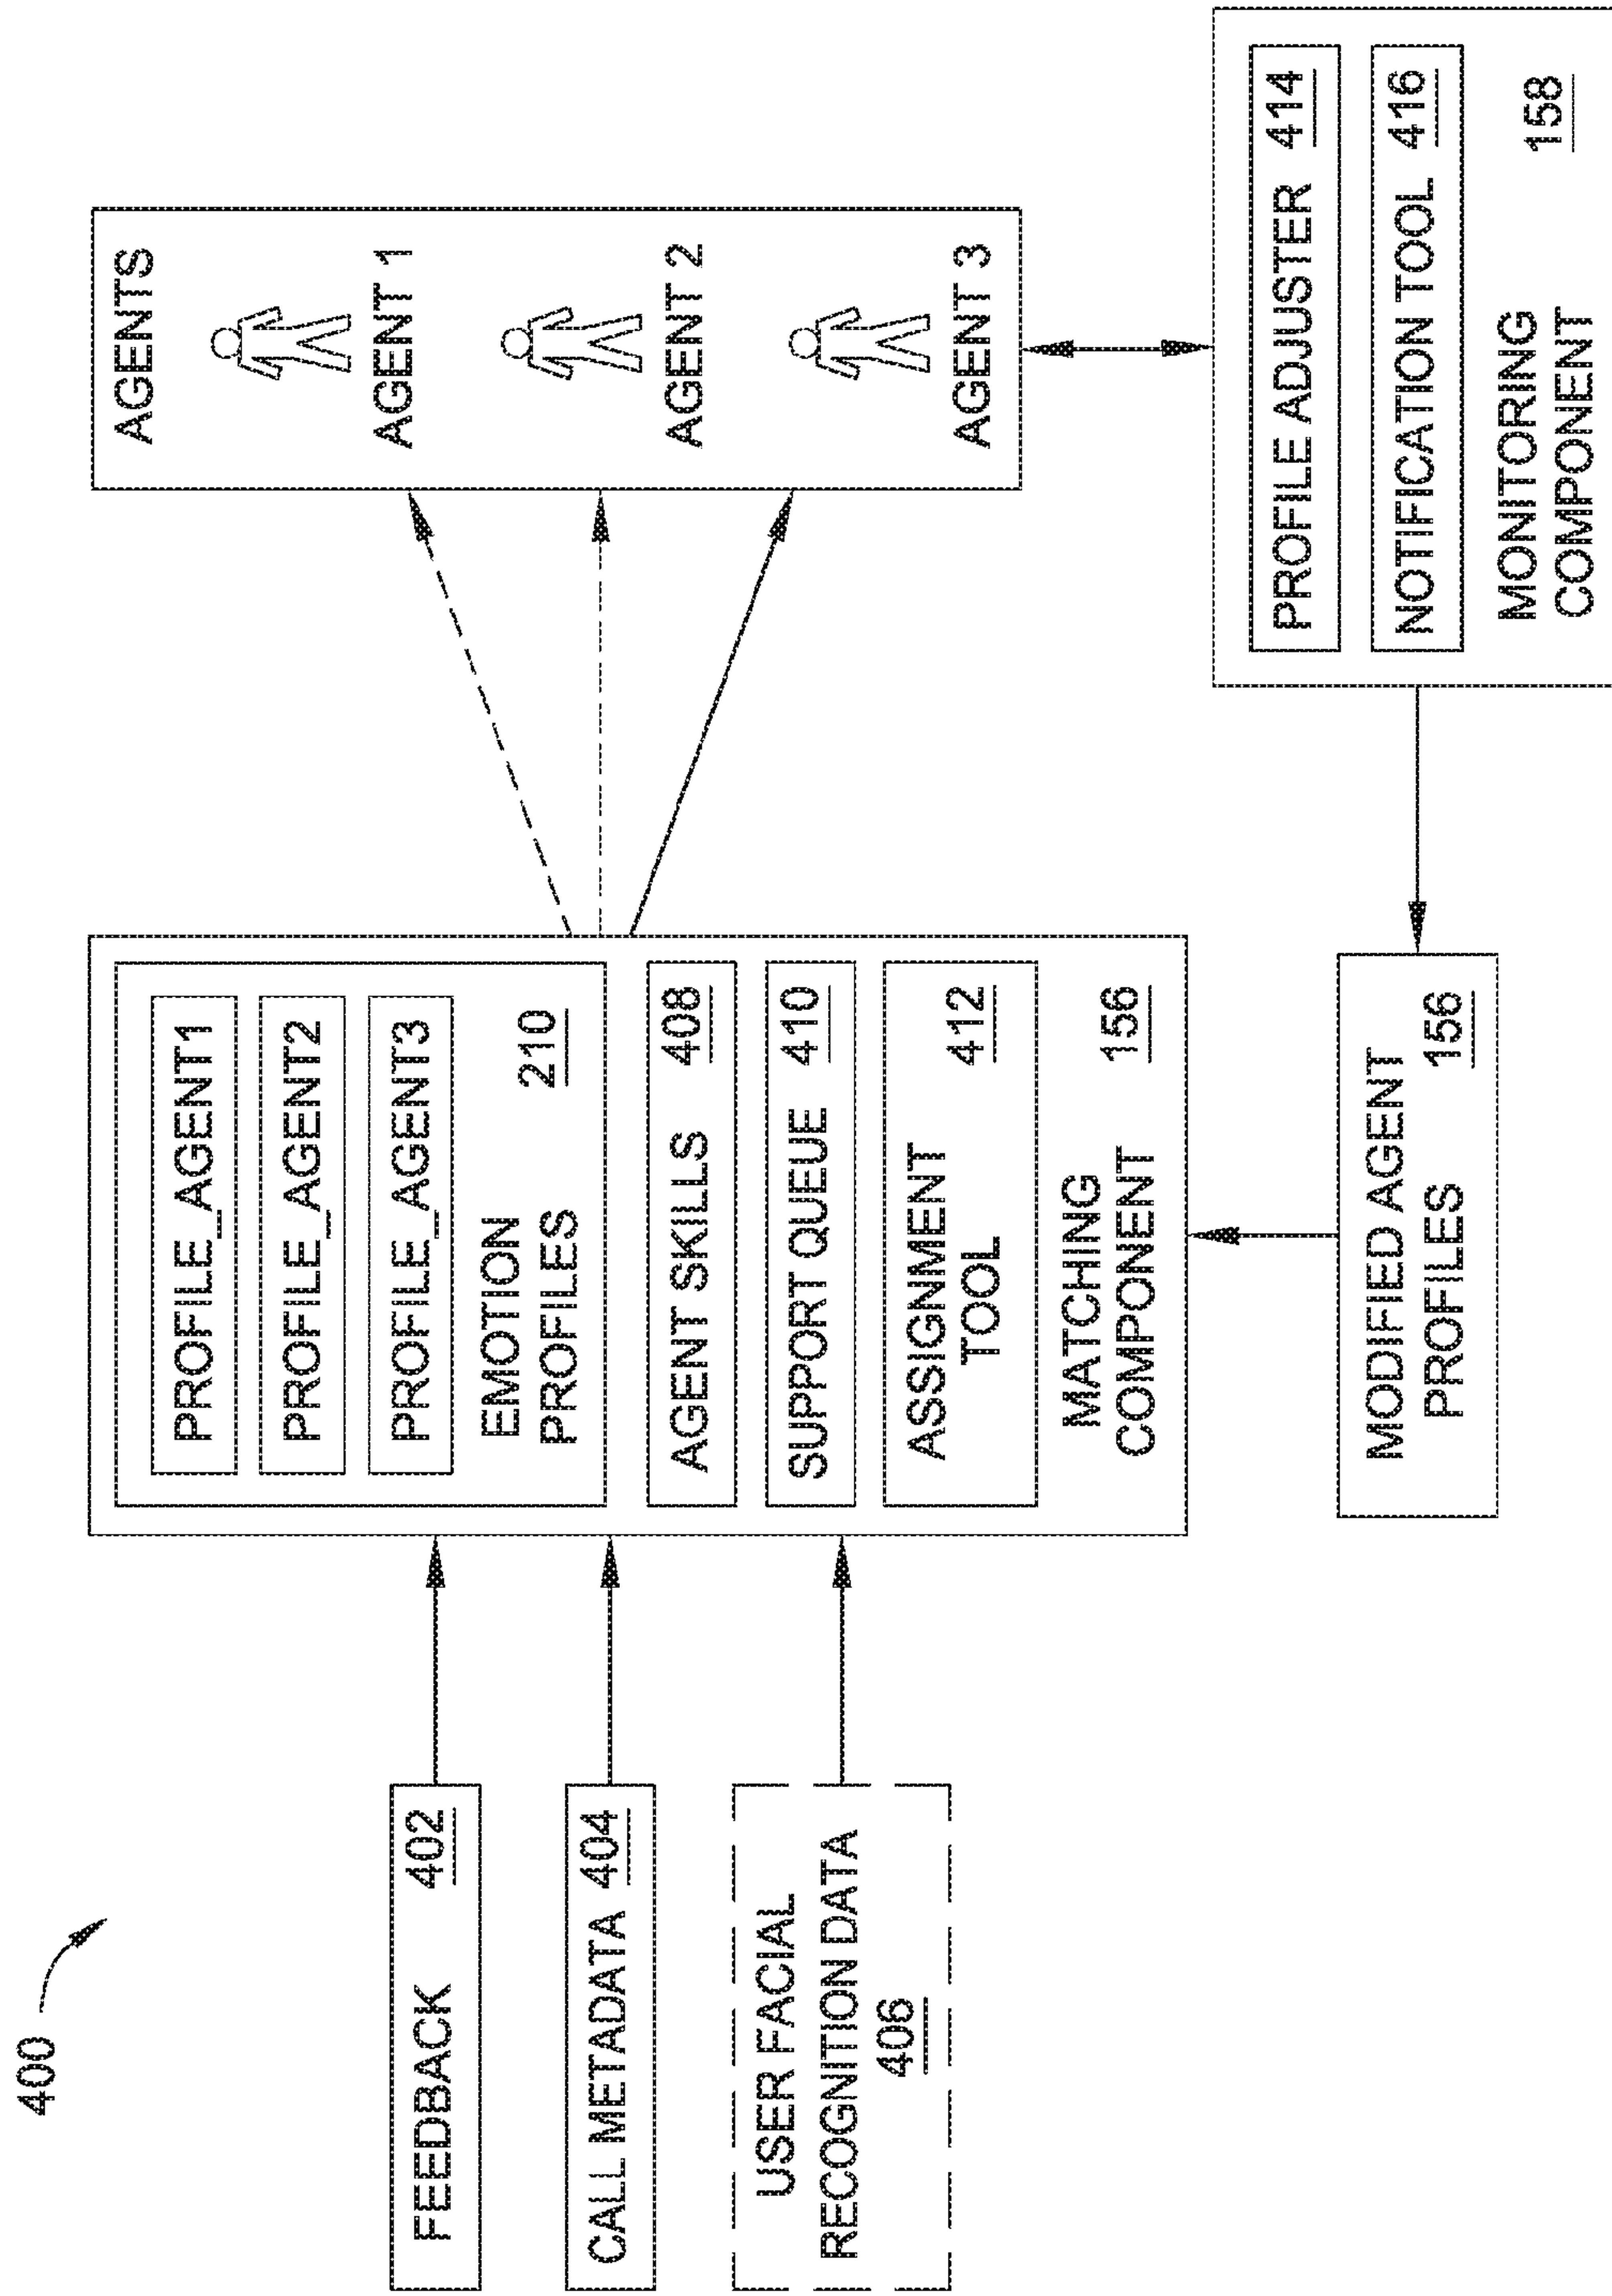 400
FEEDBACK 402
CALL METADATA 404
USER FACIAL
RECOGNITION DATA
406
PROFILE_AGENT1
PROFILE_AGENT2
PROFILE_AGENT3
EMOTION
PROFILES 210
AGENT SKILLS 408
SUPPORT QUEUE 410
ASSIGNMENT
TOOL 412
MATCHING
COMPONENT 156
AGENTS
AGENT 1
AGENT 2
AGENT 3
MODIFIED AGENT
PROFILES 156
PROFILE ADJUSTER 414
NOTIFICATION TOOL 416
MONITORING
COMPONENT 158